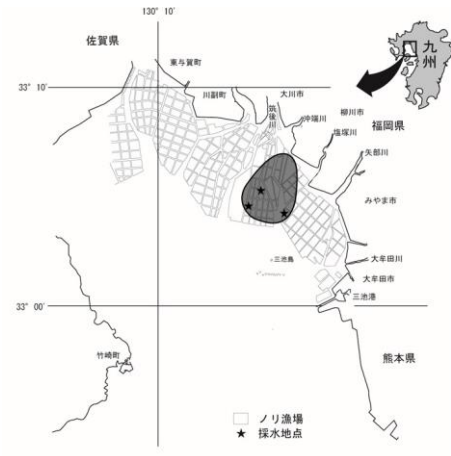 130° 10′
佐賀県
九州
東与賀町
33° 10′
川副町
大川市
筑後川
沖端川
柳川市
塩塚川
福岡県
矢部川
みやま市
三池島
大牟田川
大牟田市
三池港
33° 00′
竹崎町
熊本県
ノリ漁場
★ 採水地点